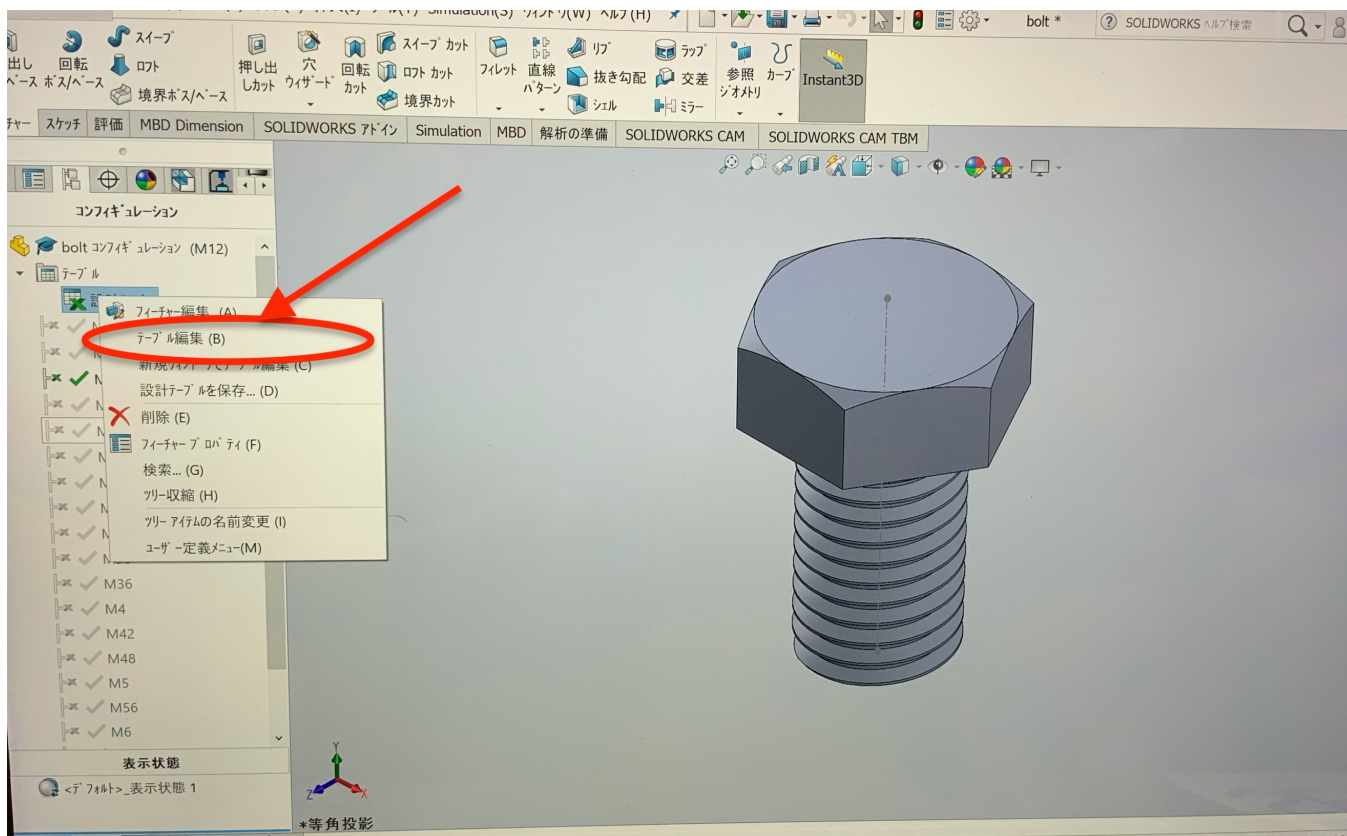 Simulation(S)
ヘルプ(H)
bolt *
SOLIDWORKS ヘルプ検索
スイープ
ロフト
境界ボス/ベース
回転
ボス/ベース
押し出
しカット
穴
ウィザード
回転
カット
スイープ カット
ロフト カット
境界カット
フィレット
直線
パターン
リブ
抜き勾配
シェル
ラップ
交差
ミラー
参照
ジオメトリ
カーブ
Instant3D
スケッチ
評価
MBD Dimension
SOLIDWORKS アドイン
Simulation
MBD
解析の準備
SOLIDWORKS CAM
SOLIDWORKS CAM TBM
コンフィギュレーション
bolt コンフィギュレーション (M12)
テーブル
フィーチャー編集 (A)
テーブル編集 (B)
新規ウィンドウでテーブル編集 (C)
設計テーブルを保存... (D)
削除 (E)
フィーチャー プロパティ (F)
検索... (G)
ツリー収縮 (H)
ツリー アイテムの名前変更 (I)
ユーザー定義メニュー(M)
M36
M4
M42
M48
M5
M56
M6
表示状態
<デフォルト>_表示状態 1
Y
Z
X
*等角投影